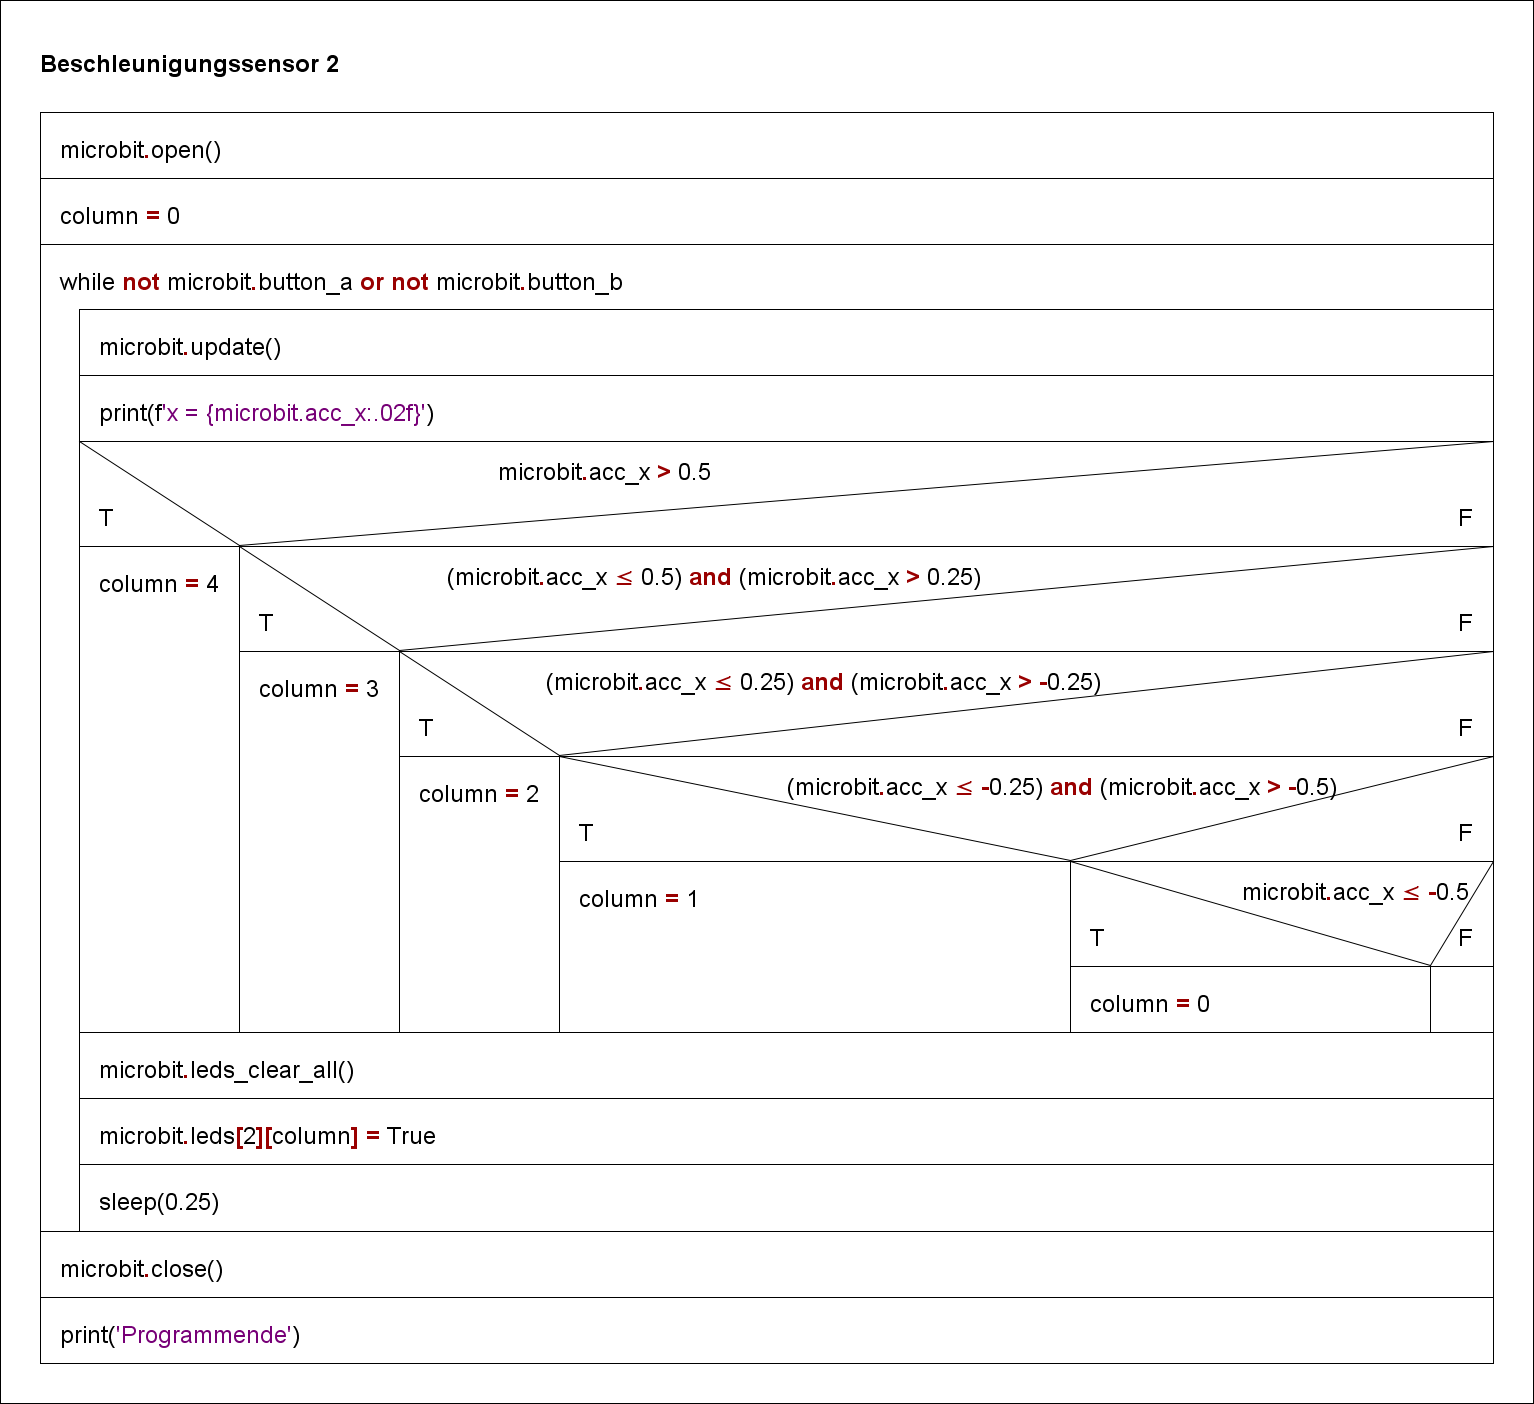 Beschleunigungssensor 2
microbit.open()
column = 0
while not microbit.button_a or not microbit.button_b
microbit.update()
print(f'x = {microbit.acc_x:.02f}')
microbit.acc_x > 0.5
T
F
column = 4
(microbit.acc_x ≤ 0.5) and (microbit.acc_x > 0.25)
T
F
column = 3
(microbit.acc_x ≤ 0.25) and (microbit.acc_x > -0.25)
T
F
column = 2
(microbit.acc_x ≤ -0.25) and (microbit.acc_x > -0.5)
T
F
column = 1
microbit.acc_x ≤ -0.5
T
F
column = 0
microbit.leds_clear_all()
microbit.leds[2][column] = True
sleep(0.25)
microbit.close()
print('Programmende')